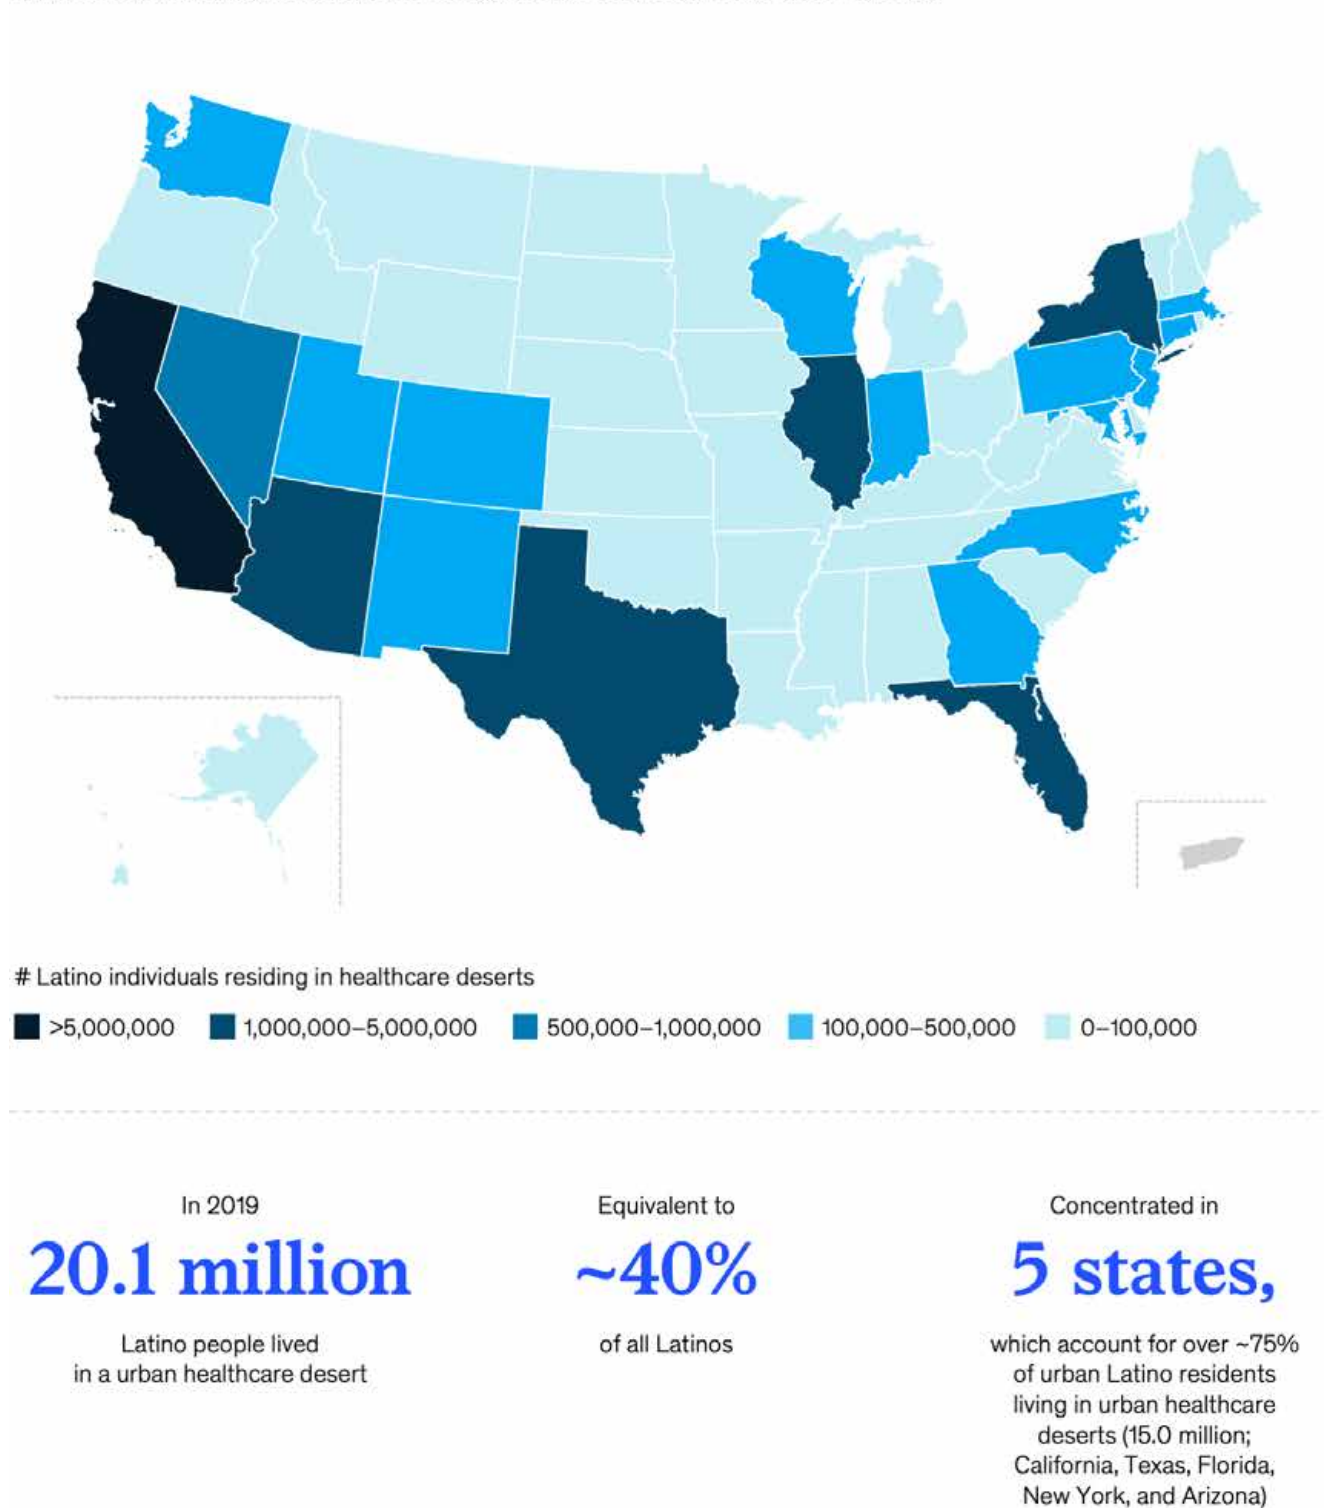 # Latino individuals residing in healthcare deserts
>5,000,000
1,000,000–5,000,000
500,000–1,000,000
100,000–500,000
0–100,000
In 2019
20.1 million
Latino people lived
in a urban healthcare desert
Equivalent to
~40%
of all Latinos
Concentrated in
5 states,
which account for over ~75%
of urban Latino residents
living in urban healthcare
deserts (15.0 million;
California, Texas, Florida,
New York, and Arizona)